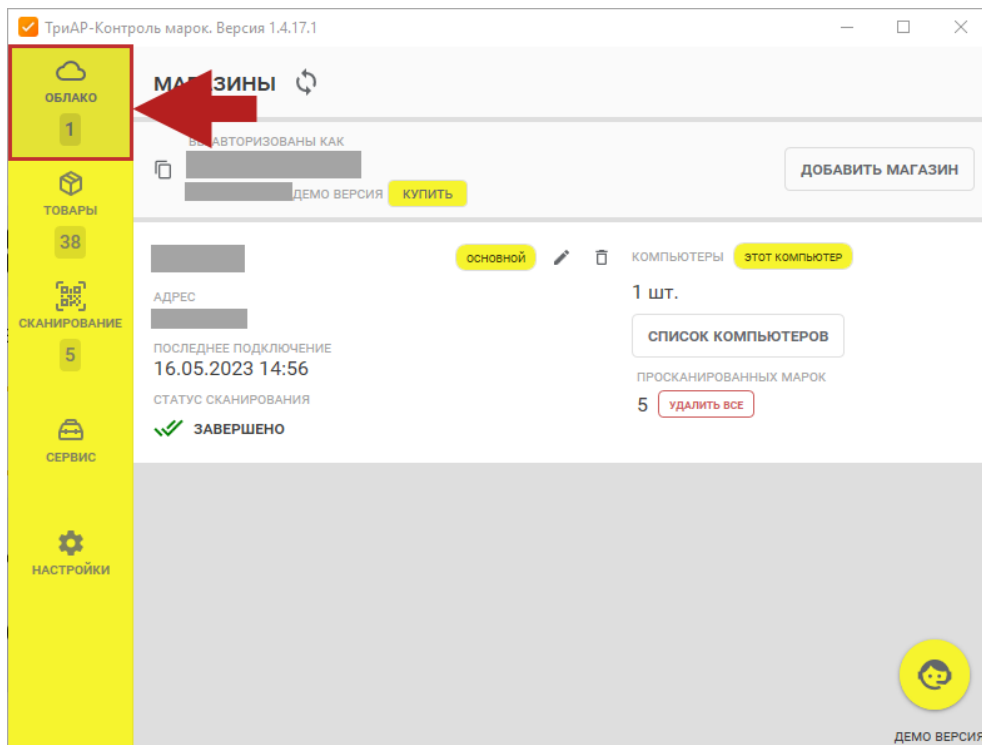 ТриАР-Контроль марок. Версия 1.4.17.1
ОБЛАКО
1
ТОВАРЫ
38
СКАНИРОВАНИЕ
5
СЕРВИС
НАСТРОЙКИ
МАГАЗИНЫ
ВЫ АВТОРИЗОВАНЫ КАК
ДЕМО ВЕРСИЯ КУПИТЬ
ДОБАВИТЬ МАГАЗИН
ОСНОВНОЙ
АДРЕС
ПОСЛЕДНЕЕ ПОДКЛЮЧЕНИЕ
16.05.2023 14:56
СТАТУС СКАНИРОВАНИЯ
ЗАВЕРШЕНО
КОМПЬЮТЕРЫ ЭТОТ КОМПЬЮТЕР
1 шт.
СПИСОК КОМПЬЮТЕРОВ
ПРОСКАНИРОВАННЫХ МАРОК
5 УДАЛИТЬ ВСЕ
ДЕМО ВЕРСИЯ